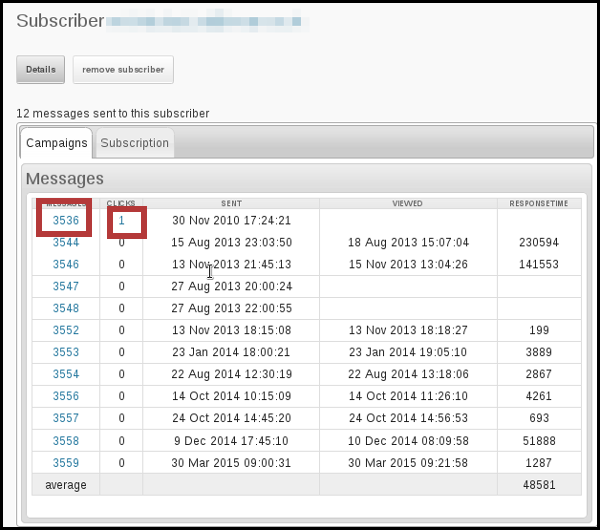 Subscriber
Details remove subscriber
12 messages sent to this subscriber
Campaigns Subscription
Messages
MESSAGES CLICKS SENT VIEWED RESPONSETIME
3536 1 30 Nov 2010 17:24:21
3544 0 15 Aug 2013 23:03:50 18 Aug 2013 15:07:04 230594
3546 0 13 Nov 2013 21:45:13 15 Nov 2013 13:04:26 141553
3547 0 27 Aug 2013 20:00:24
3548 0 27 Aug 2013 22:00:55
3552 0 13 Nov 2013 18:15:08 13 Nov 2013 18:18:27 199
3553 0 23 Jan 2014 18:00:21 23 Jan 2014 19:05:10 3889
3554 0 22 Aug 2014 12:30:19 22 Aug 2014 13:18:06 2867
3556 0 14 Oct 2014 10:15:09 14 Oct 2014 11:26:10 4261
3557 0 24 Oct 2014 14:45:20 24 Oct 2014 14:56:53 693
3558 0 9 Dec 2014 17:45:10 10 Dec 2014 08:09:58 51888
3559 0 30 Mar 2015 09:00:31 30 Mar 2015 09:21:58 1287
average 48581